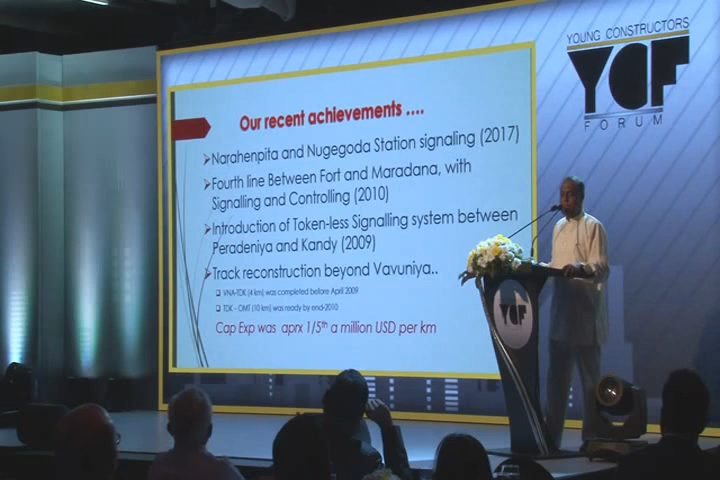 YOUNG CONSTRUCTORS
YCF
FORUM
Our recent achievements ....
Narahenpita and Nugegoda Station signaling (2017)
Fourth line Between Fort and Maradana, with
Signalling and Controlling (2010)
Introduction of Token-less Signalling system between
Peradeniya and Kandy (2009)
Track reconstruction beyond Vavuniya..
VNA-TDK (4 km) was completed before April 2009
TDK – OMT (10 km) was ready by end-2010
Cap Exp was aprx 1/5th a million USD per km
YCF